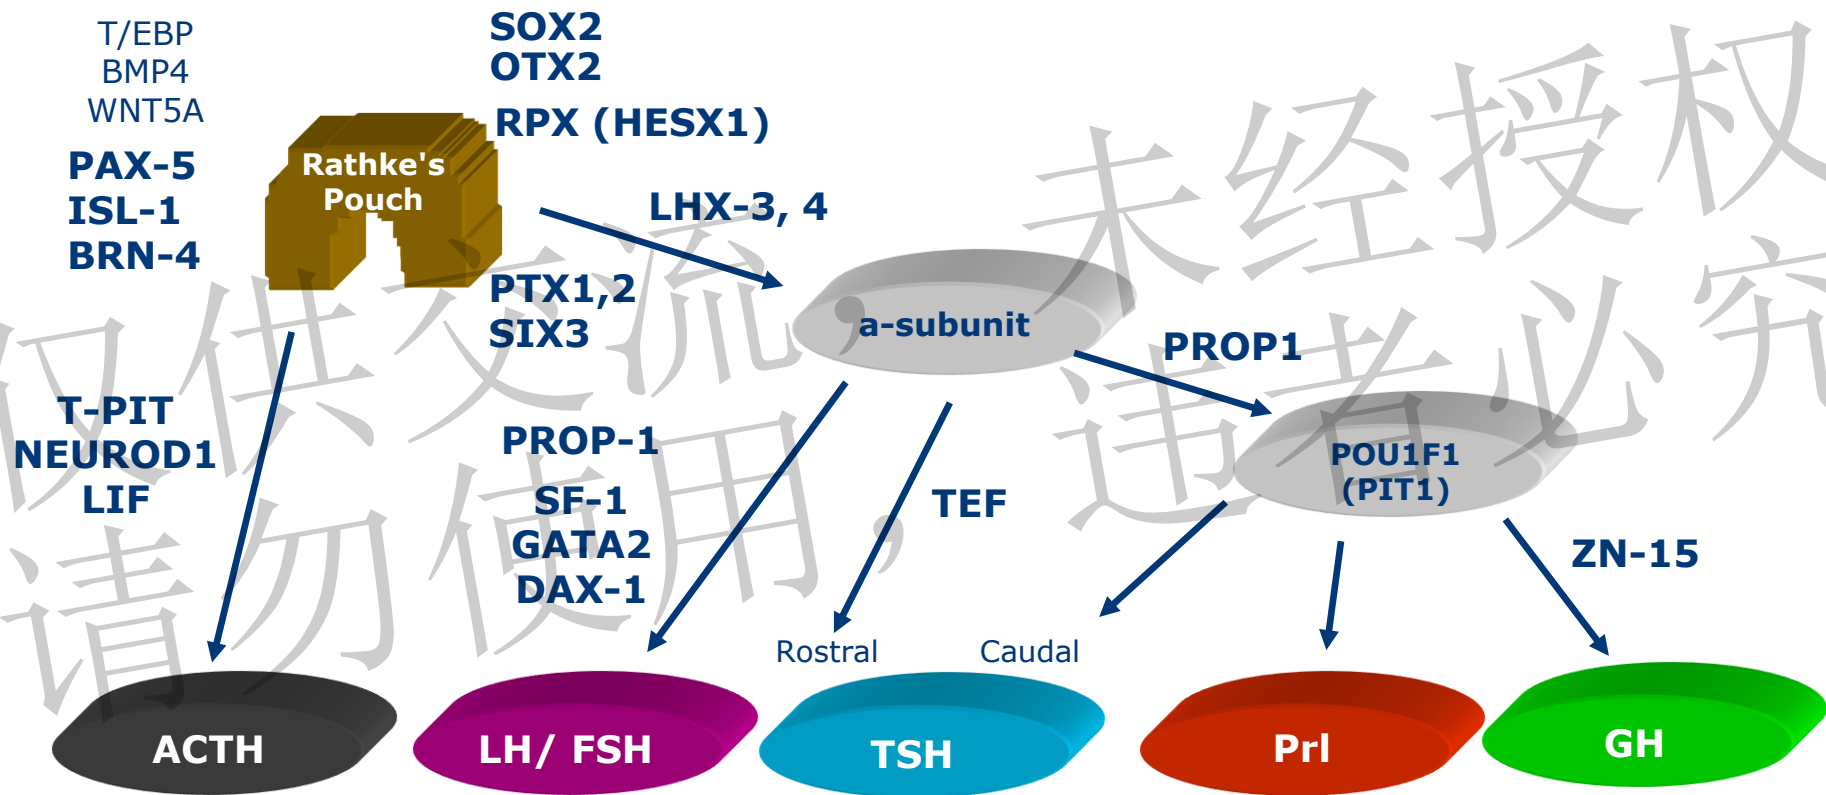 T/EBP
BMP4
WNT5A
PAX-5
ISL-1
BRN-4
SOX2
OTX2
RPX (HESX1)
Rathke's
Pouch
LHX-3, 4
PTX1,2
SIX3
a-subunit
PROP1
POU1F1
(PIT1)
T-PIT
NEUROD1
LIF
PROP-1
SF-1
GATA2
DAX-1
TEF
ZN-15
Rostral
Caudal
ACTH
LH/ FSH
TSH
Prl
GH
仅供交流,未经授权
请勿使用,违者必究